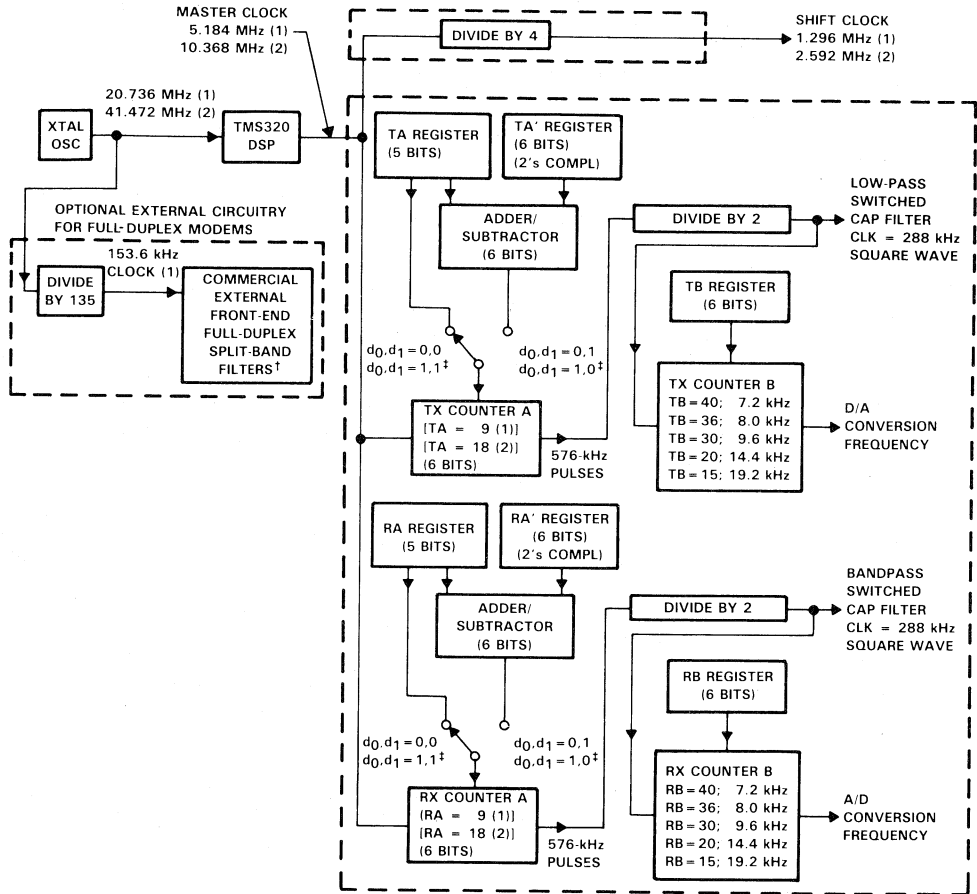 MASTER CLOCK
5.184 MHz (1)
10.368 MHz (2)
DIVIDE BY 4
SHIFT CLOCK
1.296 MHz (1)
2.592 MHz (2)
20.736 MHz (1)
41.472 MHz (2)
XTAL
OSC
TMS320
DSP
OPTIONAL EXTERNAL CIRCUITRY
FOR FULL-DUPLEX MODEMS
153.6 kHz
CLOCK (1)
DIVIDE
BY 135
COMMERCIAL
EXTERNAL
FRONT-END
FULL-DUPLEX
SPLIT-BAND
FILTERS†
TA REGISTER
(5 BITS)
TA' REGISTER
(6 BITS)
(2's COMPL)
ADDER/
SUBTRACTOR
(6 BITS)
DIVIDE BY 2
LOW-PASS
SWITCHED
CAP FILTER
CLK = 288 kHz
SQUARE WAVE
TB REGISTER
(6 BITS)
d0,d1 = 0,0
d0,d1 = 1,1‡
d0,d1 = 0,1
d0,d1 = 1,0‡
TX COUNTER A
[TA = 9 (1)]
[TA = 18 (2)]
(6 BITS)
576-kHz
PULSES
TX COUNTER B
TB = 40; 7.2 kHz
TB = 36; 8.0 kHz
TB = 30; 9.6 kHz
TB = 20; 14.4 kHz
TB = 15; 19.2 kHz
D/A
CONVERSION
FREQUENCY
RA REGISTER
(5 BITS)
RA' REGISTER
(6 BITS)
(2's COMPL)
ADDER/
SUBTRACTOR
(6 BITS)
DIVIDE BY 2
BANDPASS
SWITCHED
CAP FILTER
CLK = 288 kHz
SQUARE WAVE
RB REGISTER
(6 BITS)
d0,d1 = 0,0
d0,d1 = 1,1‡
d0,d1 = 0,1
d0,d1 = 1,0‡
RX COUNTER A
(RA = 9 (1)]
[RA = 18 (2)]
(6 BITS)
576-kHz
PULSES
RX COUNTER B
RB = 40; 7.2 kHz
RB = 36; 8.0 kHz
RB = 30; 9.6 kHz
RB = 20; 14.4 kHz
RB = 15; 19.2 kHz
A/D
CONVERSION
FREQUENCY